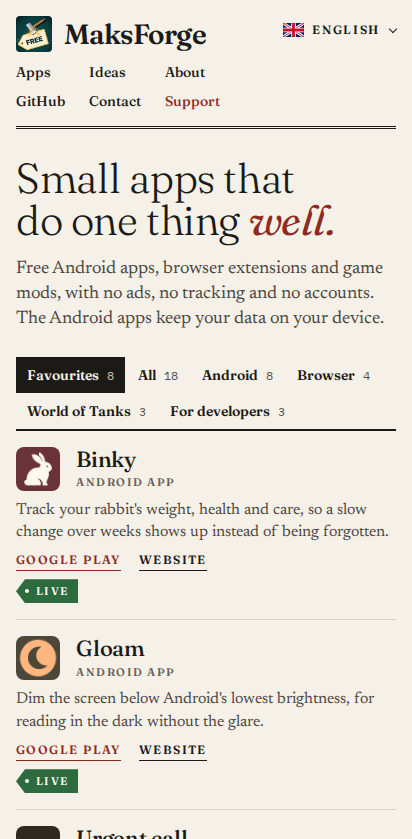 FREE
MaksForge
ENGLISH
Apps Ideas About
GitHub Contact Support
Small apps that
do one thing well.
Free Android apps, browser extensions and game
mods, with no ads, no tracking and no accounts.
The Android apps keep your data on your device.
Favourites 8 All 18 Android 8 Browser 4
World of Tanks 3 For developers 3
Binky
ANDROID APP
Track your rabbit's weight, health and care, so a slow
change over weeks shows up instead of being forgotten.
GOOGLE PLAY WEBSITE
LIVE
Gloam
ANDROID APP
Dim the screen below Android's lowest brightness, for
reading in the dark without the glare.
GOOGLE PLAY WEBSITE
LIVE
Urgent call